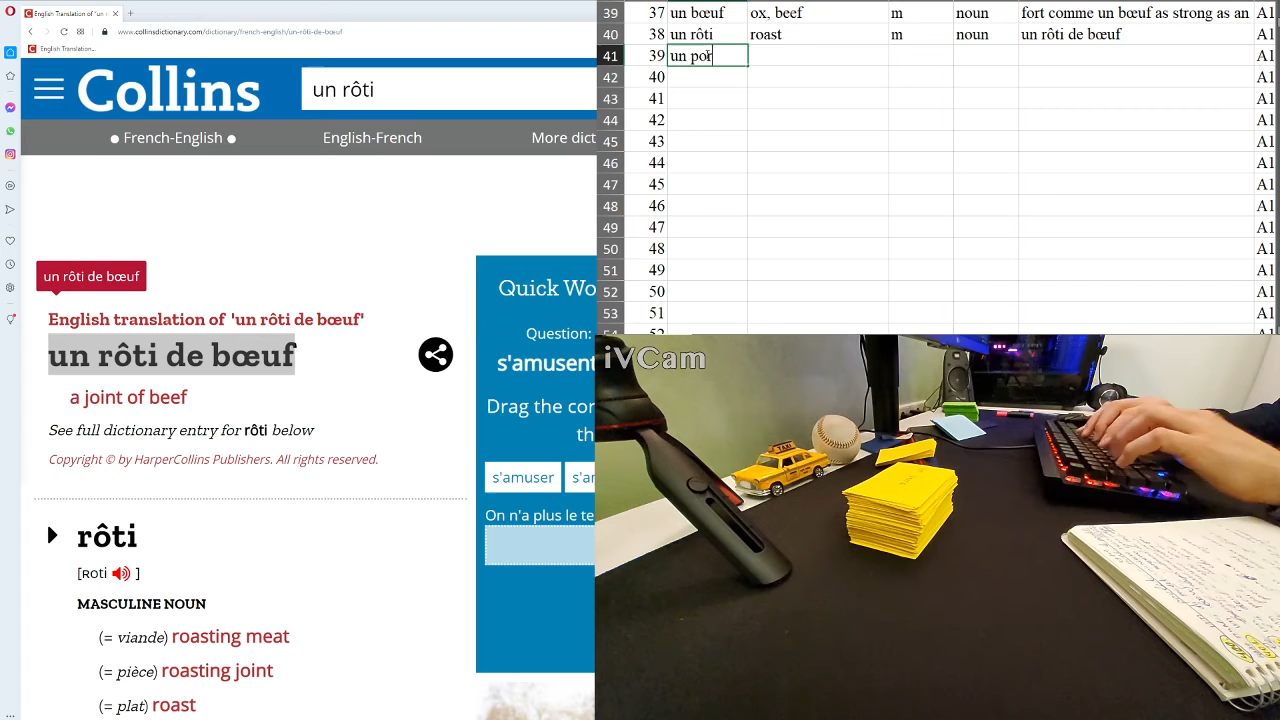 English Translation of "un r
www.collinsdictionary.com/dictionary/french-english/un-rôti-de-bœuf
English Translation...
Collins
un rôti
French-English
English-French
More dict
un rôti de bœuf
English translation of 'un rôti de bœuf'
un rôti de bœuf
a joint of beef
See full dictionary entry for rôti below
Copyright © by HarperCollins Publishers. All rights reserved.
rôti
[ʀoti ]
MASCULINE NOUN
(= viande) roasting meat
(= pièce) roasting joint
(= plat) roast
Quick Wo
Question:
s'amusent
Drag the cor
th
s'amuser
s'a
On n'a plus le te
39 37 un bœuf ox, beef m noun fort comme un bœuf as strong as an A1
40 38 un rôti roast m noun un rôti de bœuf A1
41 39 un por A1
42 40 A1
43 41 A1
44 42 A1
45 43 A1
46 44 A1
47 45 A1
48 46 A1
49 47 A1
50 48 A1
51 49 A1
52 50 A1
53 51 A1
54 52 A1
iVCam
TAXI